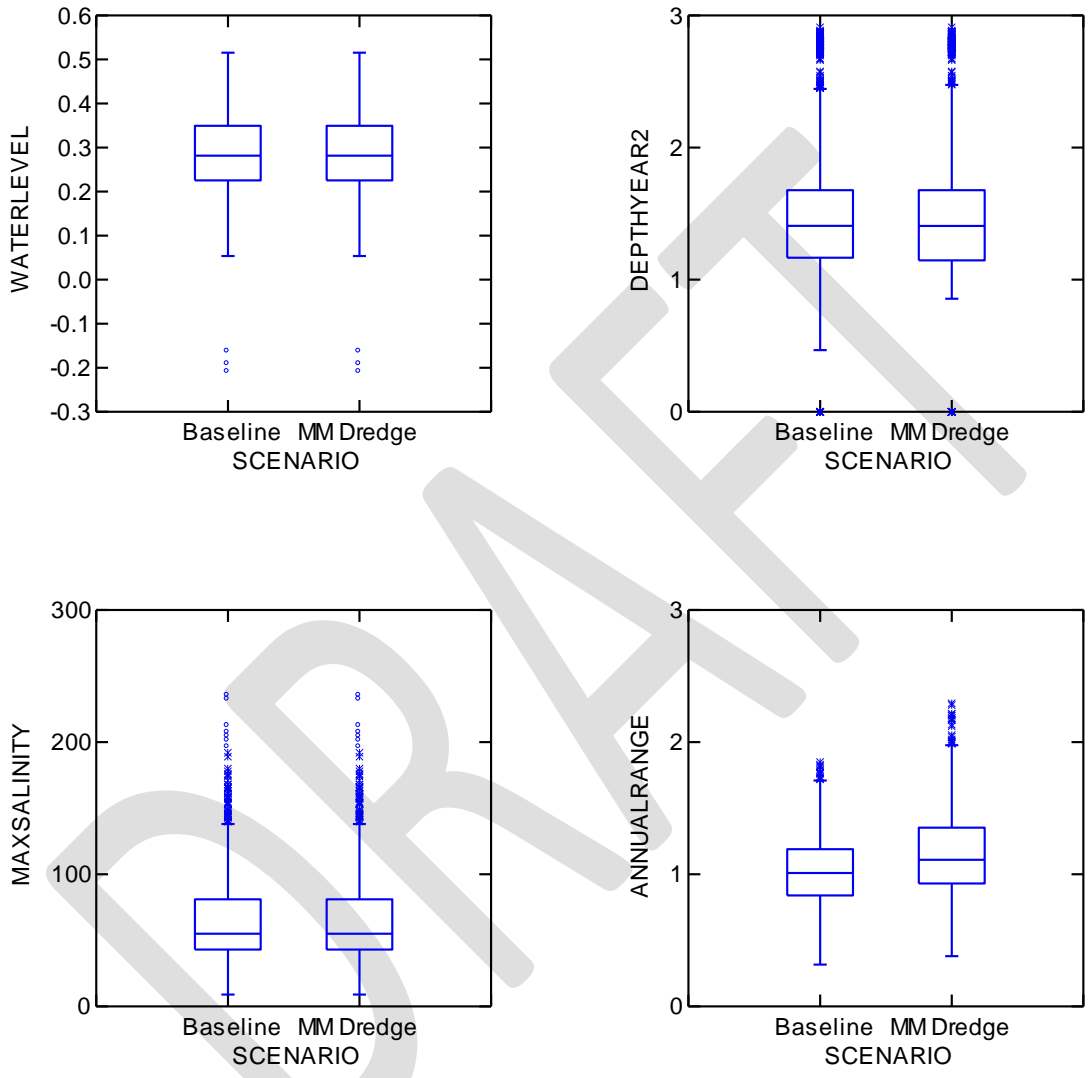 0.6
0.5
0.4
0.3
0.2
0.1
0.0
-0.1
-0.2
-0.3
WATERLEVEL
Baseline MM Dredge
SCENARIO
3
2
1
0
DEPTHYEAR2
Baseline MM Dredge
SCENARIO
300
200
100
0
MAXSALINITY
Baseline MM Dredge
SCENARIO
3
2
1
0
ANNUALRANGE
Baseline MM Dredge
SCENARIO
DRAFT